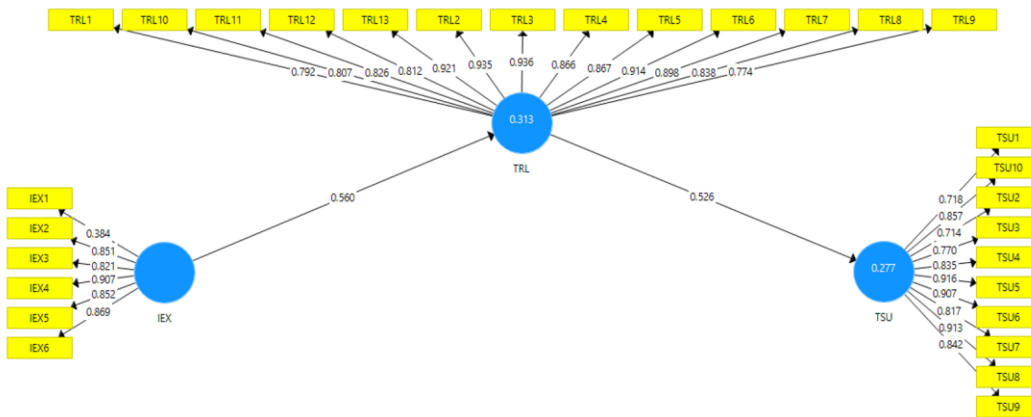 TRL1 TRL10 TRL11 TRL12 TRL13 TRL2 TRL3 TRL4 TRL5 TRL6 TRL7 TRL8 TRL9
0.792 0.807 0.826 0.812 0.921 0.935 0.936 0.866 0.867 0.914 0.898 0.838 0.774
0.313
TRL
0.560
0.526
IEX1
IEX2
IEX3
IEX4
IEX5
IEX6
0.384
0.851
0.821
0.907
0.852
0.869
IEX
0.277
TSU
0.718
0.857
0.714
0.770
0.835
0.916
0.907
0.817
0.913
0.842
TSU1
TSU10
TSU2
TSU3
TSU4
TSU5
TSU6
TSU7
TSU8
TSU9